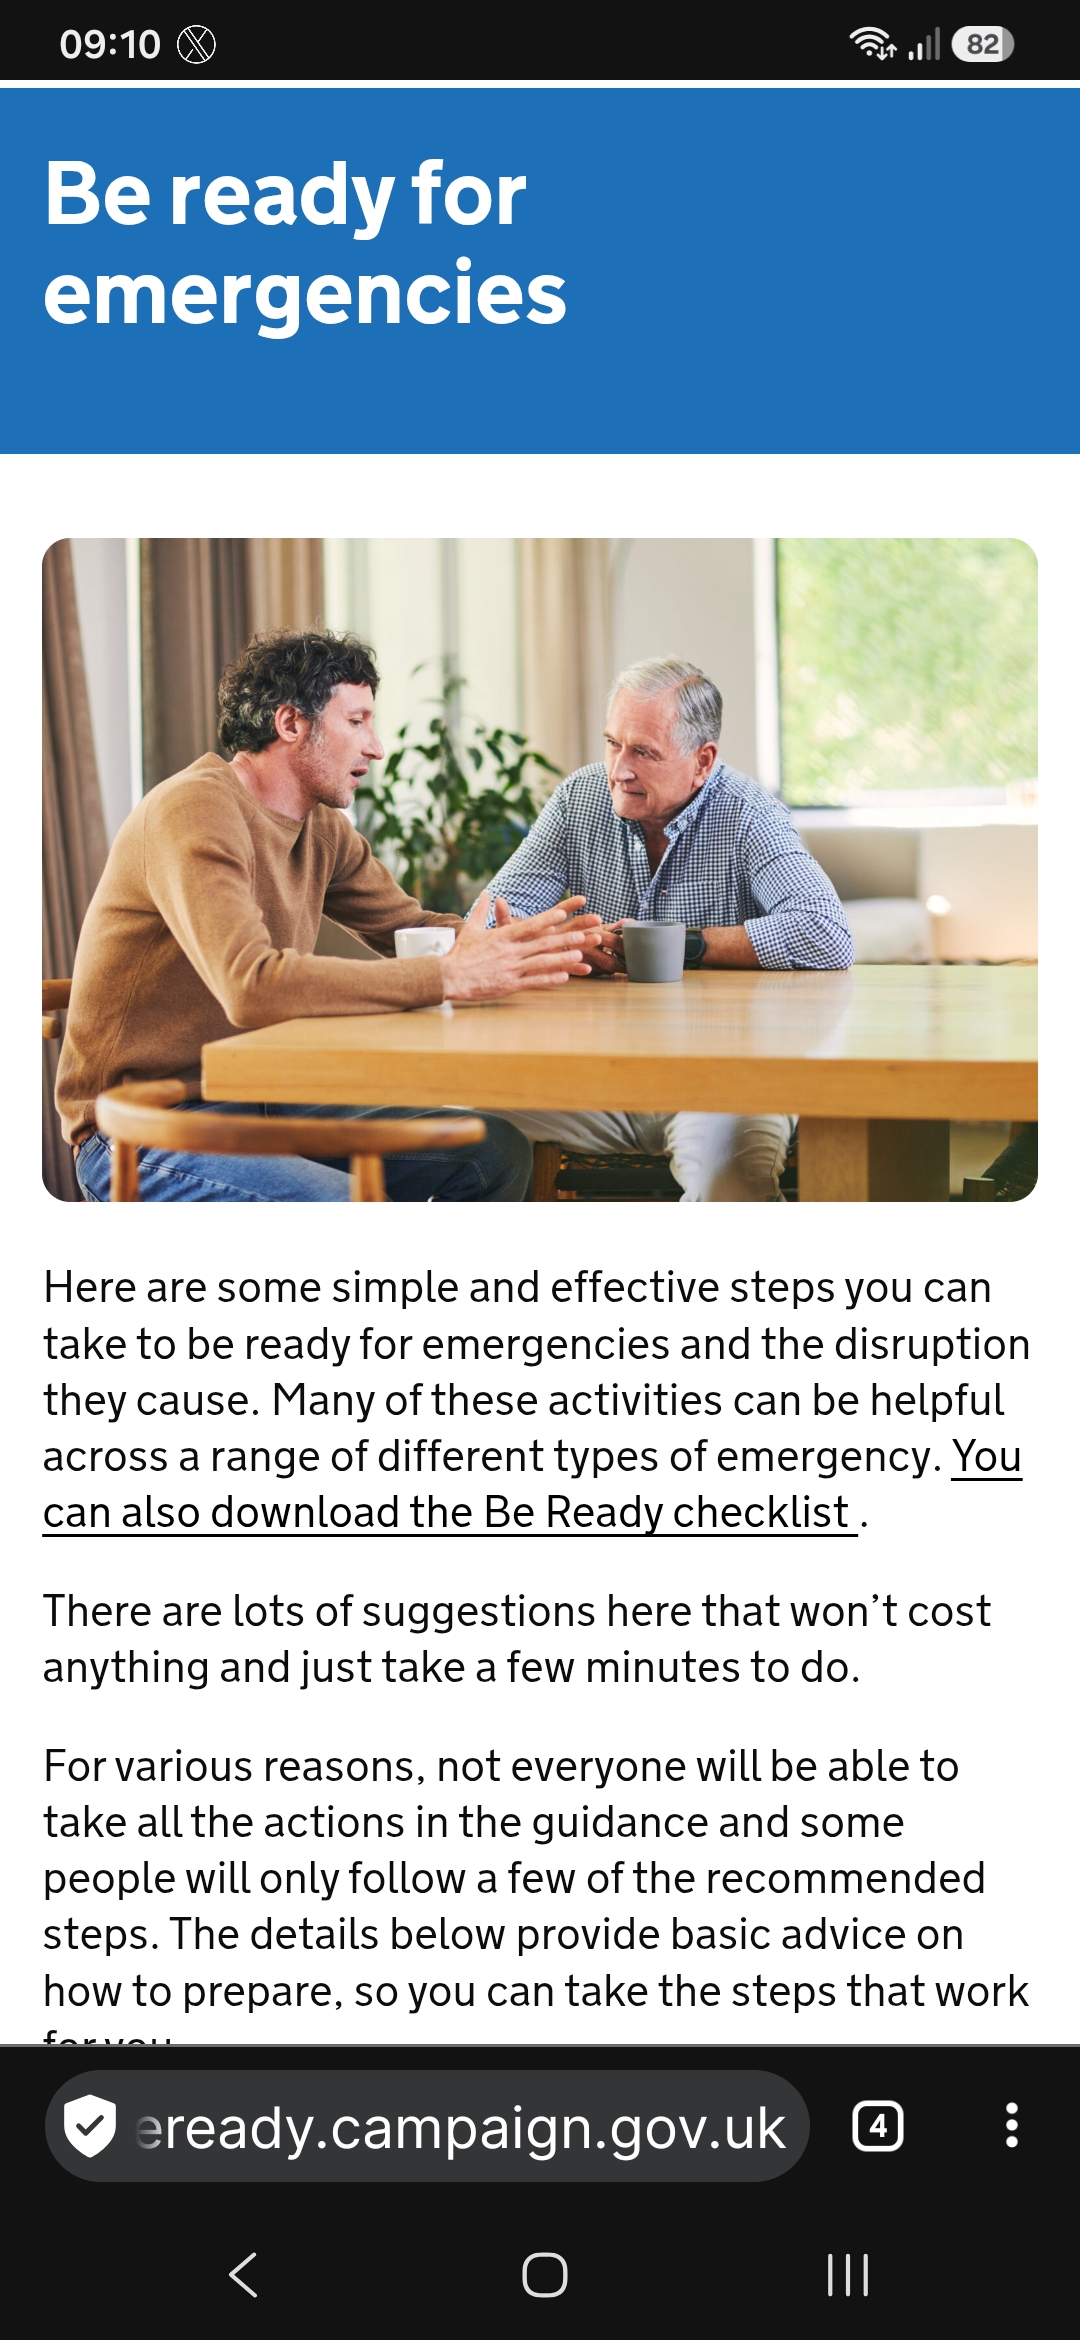 09:10
82
Be ready for
emergencies
Here are some simple and effective steps you can
take to be ready for emergencies and the disruption
they cause. Many of these activities can be helpful
across a range of different types of emergency. You
can also download the Be Ready checklist .
There are lots of suggestions here that won’t cost
anything and just take a few minutes to do.
For various reasons, not everyone will be able to
take all the actions in the guidance and some
people will only follow a few of the recommended
steps. The details below provide basic advice on
how to prepare, so you can take the steps that work
for you
eready.campaign.gov.uk
4